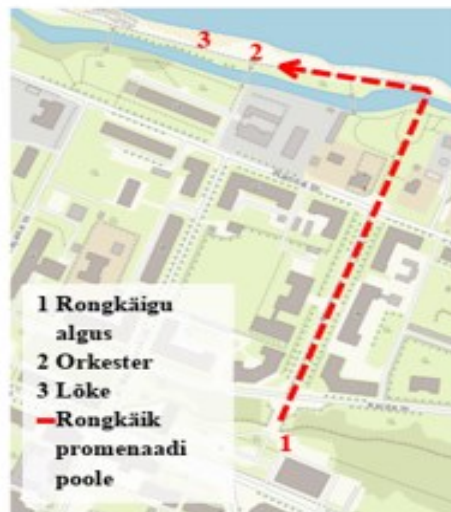 3
2
1 Rongkäigu
algus
2 Orkester
3 Lõke
Rongkäik
promenaadi
poole
1